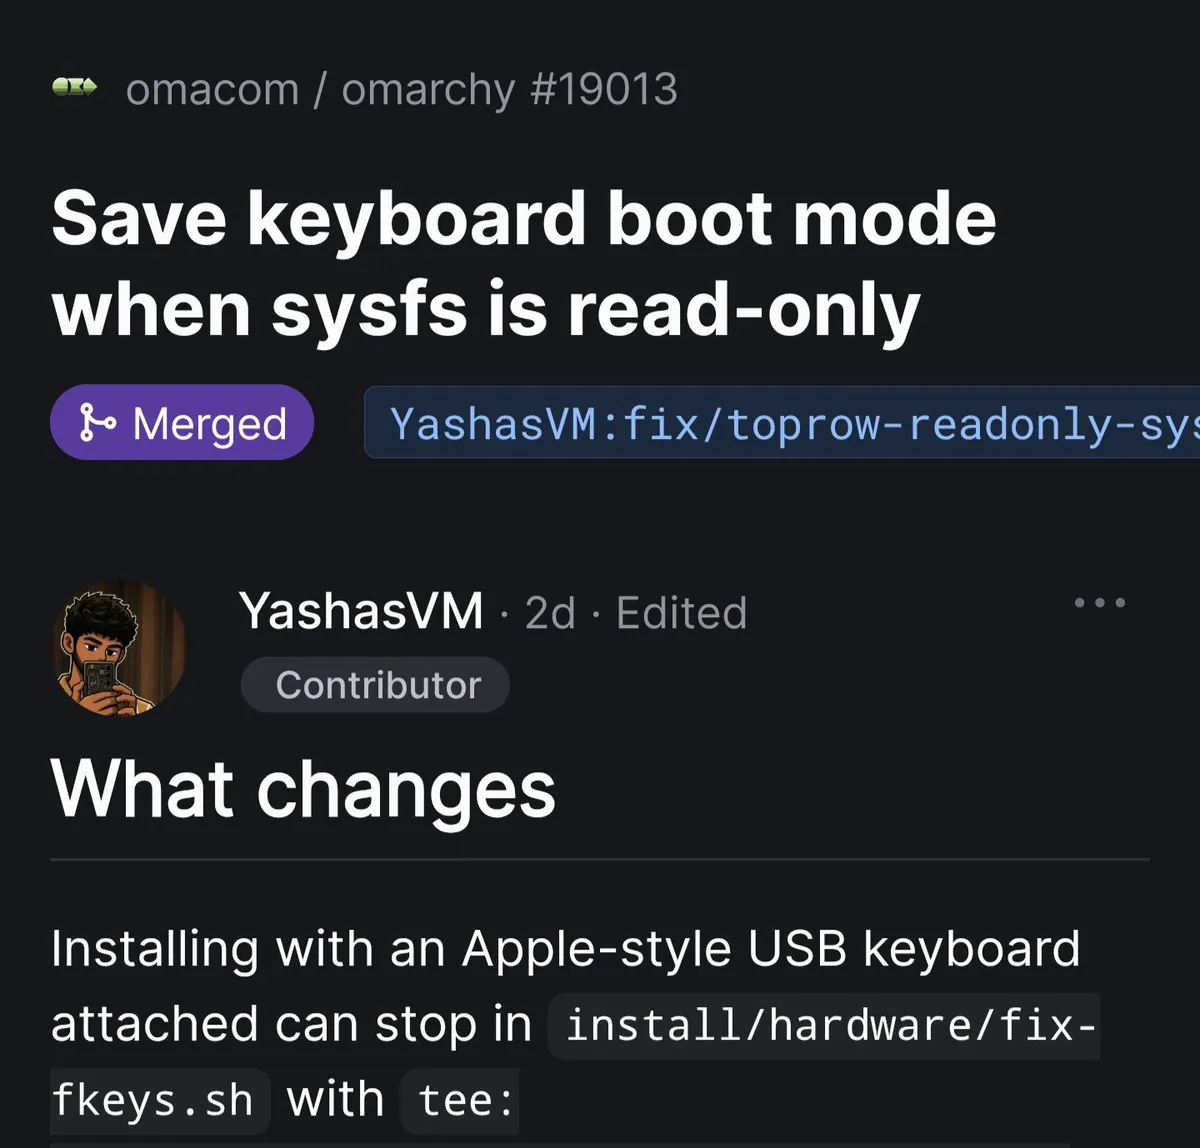 omacom / omarchy #19013
Save keyboard boot mode
when sysfs is read-only
Merged
YashasVM:fix/toprow-readonly-sys
YashasVM · 2d · Edited
Contributor
What changes
Installing with an Apple-style USB keyboard
attached can stop in install/hardware/fix-
fkeys.sh with tee: